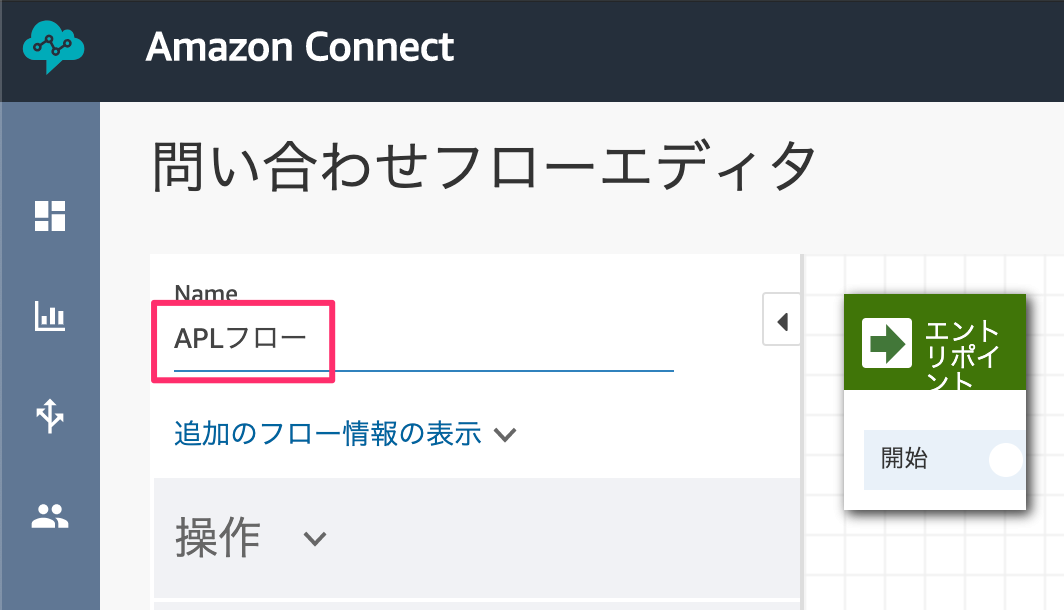 Amazon Connect
問い合わせフローエディタ
Name
APLフロー
追加のフロー情報の表示
操作
エント
リポイ
ント
開始